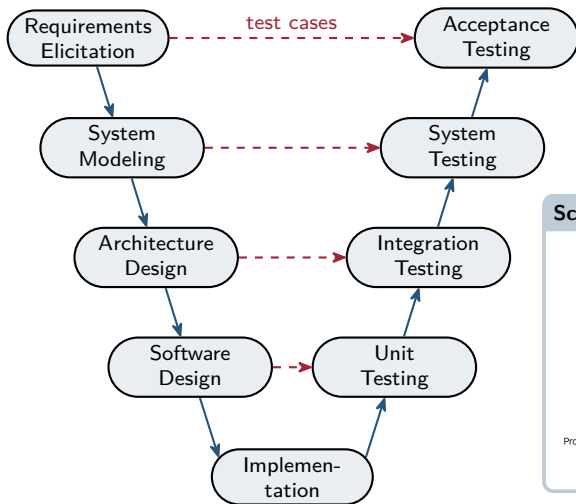 Requirements
Elicitation
test cases
Acceptance
Testing
System
Modeling
System
Testing
Architecture
Design
Integration
Testing
Software
Design
Unit
Testing
Implemen-
tation